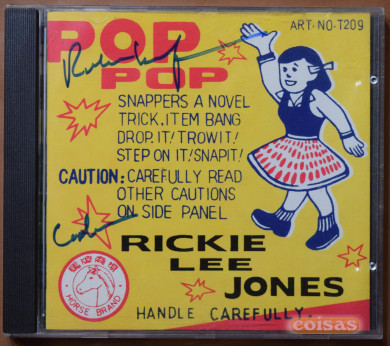 ART·NO·T209
POP
POP
SNAPPERS A NOVEL
TRICK.ITEM BANG
DROP.IT! TROWIT!
STEP ON IT! SNAPIT!
CAUTION: CAREFULLY READ
OTHER CAUTIONS
ON SIDE PANEL
RICKIE
LEE
JONES
HORSE BRAND
HANDLE CAREFULLY..
coisas